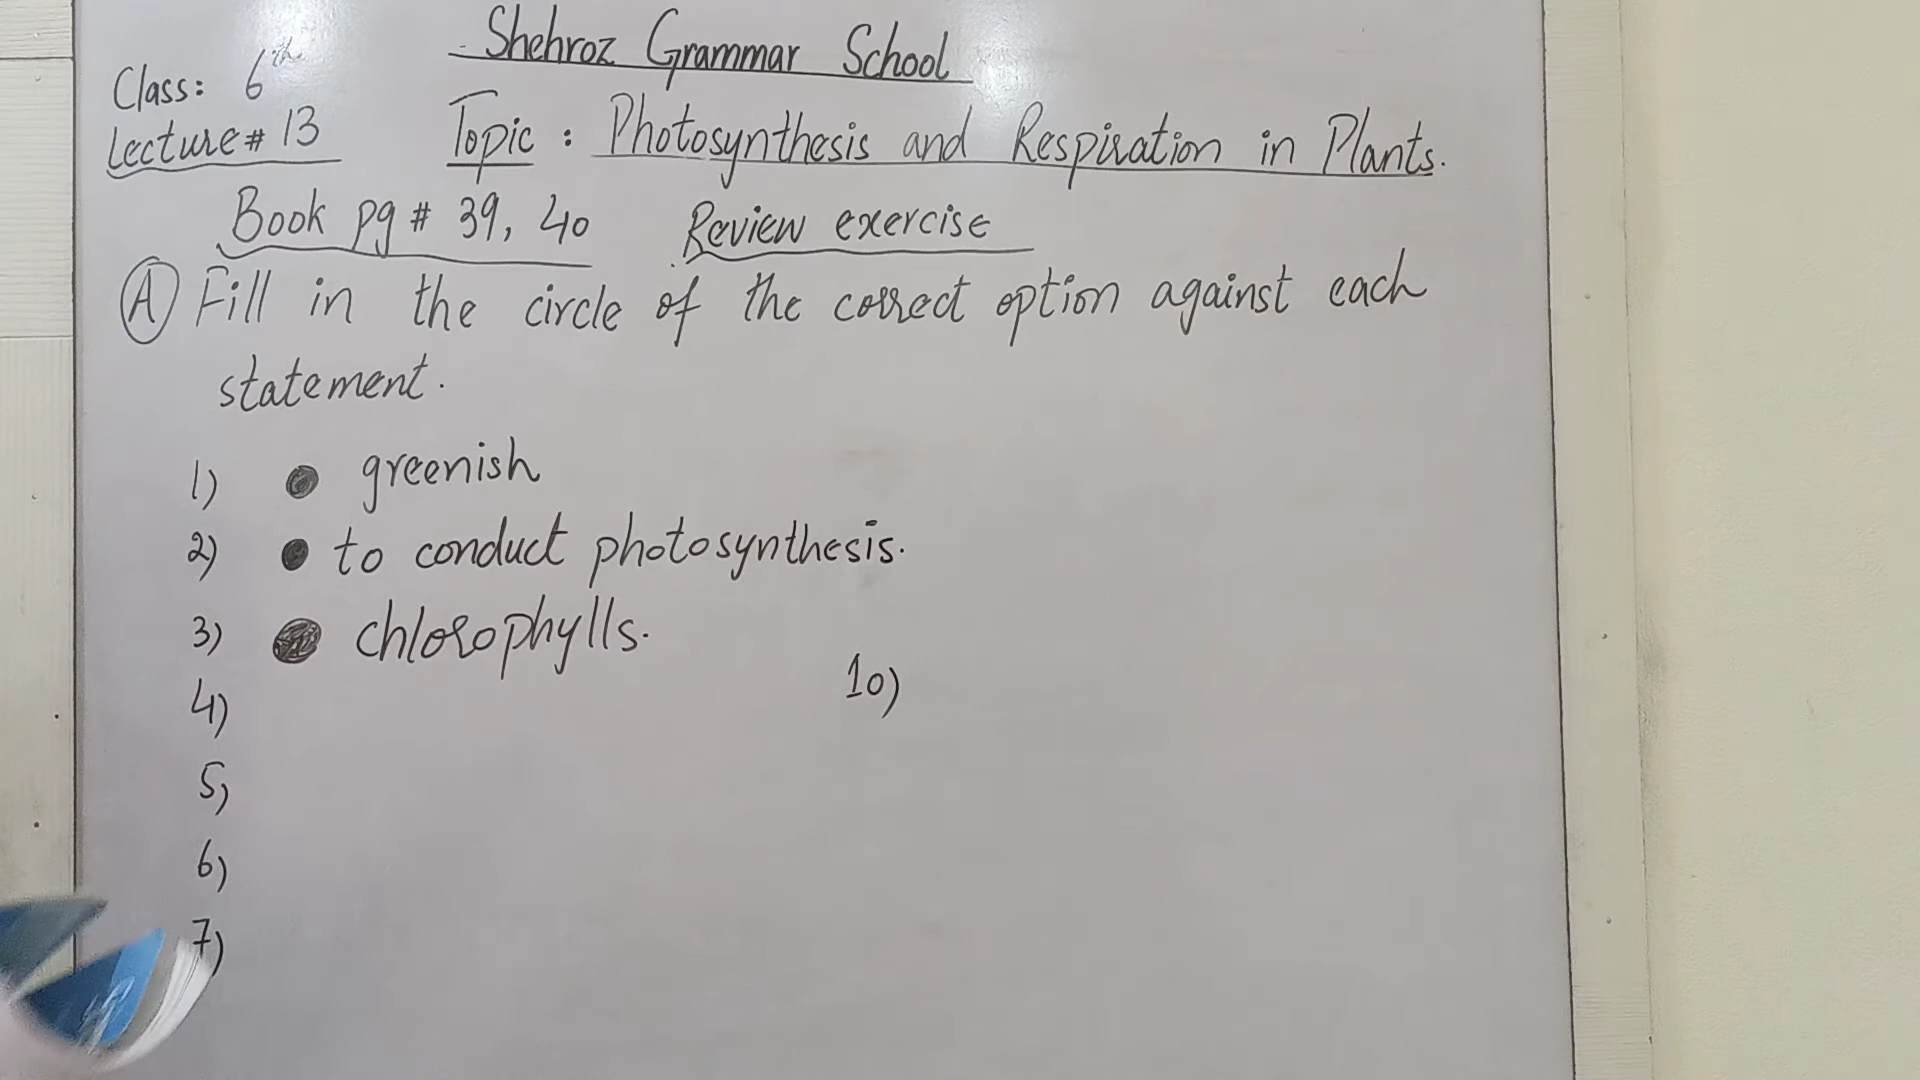 Shehroz Grammar School
Class: 6th
Lecture # 13
Topic : Photosynthesis and Respiration in Plants.
Book pg # 39, 40 Review exercise
A Fill in the circle of the correct option against each
statement.
1) ● greenish
2) ● to conduct photosynthesis.
3) ● chlorophylls.
10)
4)
5)
6)
7)